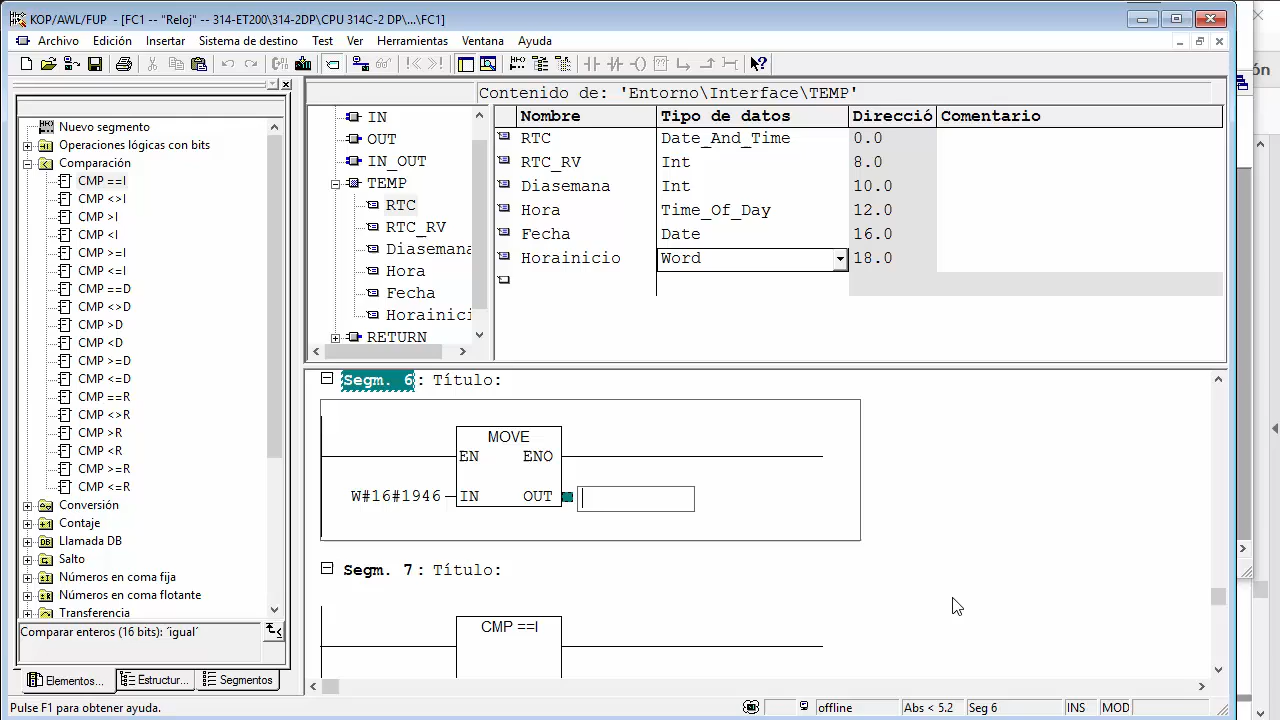 KOP/AWL/FUP - [FC1 -- "Reloj" -- 314-ET200\314-2DP\CPU 314C-2 DP\...\FC1]
Archivo Edición Insertar Sistema de destino Test Ver Herramientas Ventana Ayuda
ón
Nuevo segmento
Operaciones lógicas con bits
Comparación
CMP ==I
CMP <>I
CMP >I
CMP <I
CMP >=I
CMP <=I
CMP ==D
CMP <>D
CMP >D
CMP <D
CMP >=D
CMP <=D
CMP ==R
CMP <>R
CMP >R
CMP <R
CMP >=R
CMP <=R
Conversión
Contaje
Llamada DB
Salto
Números en coma fija
Números en coma flotante
Transferencia
Comparar enteros (16 bits): ´igual´
Elementos... Estructur... Segmentos
Contenido de: 'Entorno\Interface\TEMP'
IN
OUT
IN_OUT
TEMP
RTC
RTC_RV
Diasemana
Hora
Fecha
Horainici
RETURN
Nombre Tipo de datos Direcció Comentario
RTC Date_And_Time 0.0
RTC_RV Int 8.0
Diasemana Int 10.0
Hora Time_Of_Day 12.0
Fecha Date 16.0
Horainicio Word 18.0
Segm. 6: Título:
MOVE
EN ENO
W#16#1946 IN OUT
Segm. 7: Título:
CMP ==I
Pulse F1 para obtener ayuda. offline Abs < 5.2 Seg 6 INS MOD